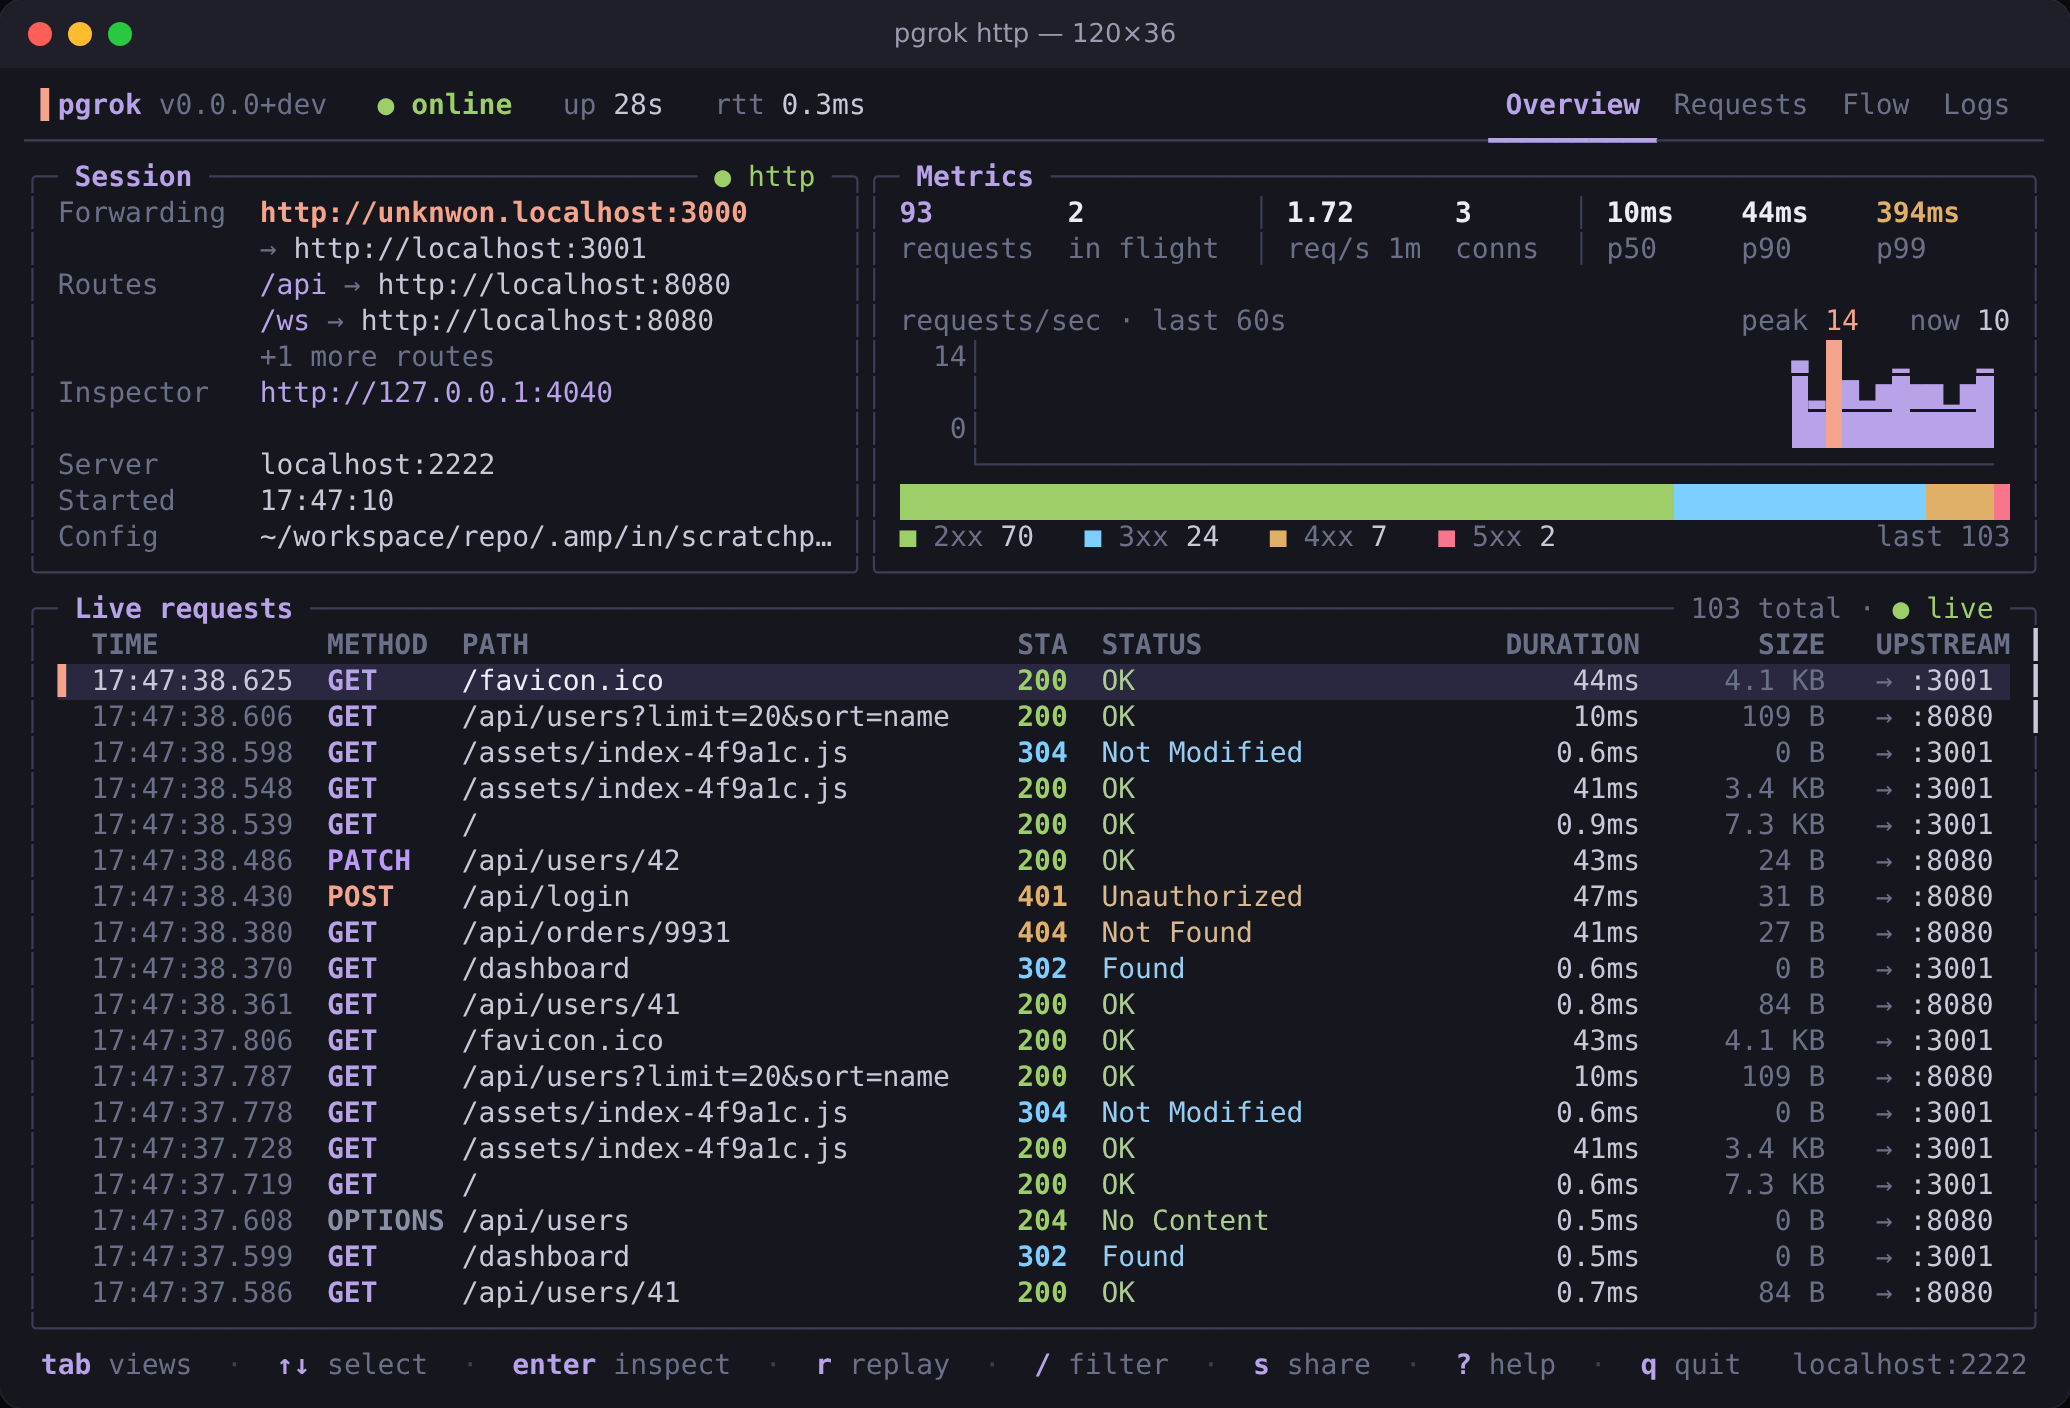 pgrok http — 120×36
pgrok v0.0.0+dev ● online up 28s rtt 0.3ms Overview Requests Flow Logs
Session ● http
Forwarding http://unknwon.localhost:3000
→ http://localhost:3001
Routes /api → http://localhost:8080
/ws → http://localhost:8080
+1 more routes
Inspector http://127.0.0.1:4040
Server localhost:2222
Started 17:47:10
Config ~/workspace/repo/.amp/in/scratchp…
Metrics
93 2 1.72 3 10ms 44ms 394ms
requests in flight req/s 1m conns p50 p90 p99
requests/sec · last 60s peak 14 now 10
14
0
2xx 70 3xx 24 4xx 7 5xx 2 last 103
Live requests 103 total · ● live
TIME METHOD PATH STA STATUS DURATION SIZE UPSTREAM
17:47:38.625 GET /favicon.ico 200 OK 44ms 4.1 KB → :3001
17:47:38.606 GET /api/users?limit=20&sort=name 200 OK 10ms 109 B → :8080
17:47:38.598 GET /assets/index-4f9a1c.js 304 Not Modified 0.6ms 0 B → :3001
17:47:38.548 GET /assets/index-4f9a1c.js 200 OK 41ms 3.4 KB → :3001
17:47:38.539 GET / 200 OK 0.9ms 7.3 KB → :3001
17:47:38.486 PATCH /api/users/42 200 OK 43ms 24 B → :8080
17:47:38.430 POST /api/login 401 Unauthorized 47ms 31 B → :8080
17:47:38.380 GET /api/orders/9931 404 Not Found 41ms 27 B → :8080
17:47:38.370 GET /dashboard 302 Found 0.6ms 0 B → :3001
17:47:38.361 GET /api/users/41 200 OK 0.8ms 84 B → :8080
17:47:37.806 GET /favicon.ico 200 OK 43ms 4.1 KB → :3001
17:47:37.787 GET /api/users?limit=20&sort=name 200 OK 10ms 109 B → :8080
17:47:37.778 GET /assets/index-4f9a1c.js 304 Not Modified 0.6ms 0 B → :3001
17:47:37.728 GET /assets/index-4f9a1c.js 200 OK 41ms 3.4 KB → :3001
17:47:37.719 GET / 200 OK 0.6ms 7.3 KB → :3001
17:47:37.608 OPTIONS /api/users 204 No Content 0.5ms 0 B → :8080
17:47:37.599 GET /dashboard 302 Found 0.5ms 0 B → :3001
17:47:37.586 GET /api/users/41 200 OK 0.7ms 84 B → :8080
tab views · ↑↓ select · enter inspect · r replay · / filter · s share · ? help · q quit localhost:2222